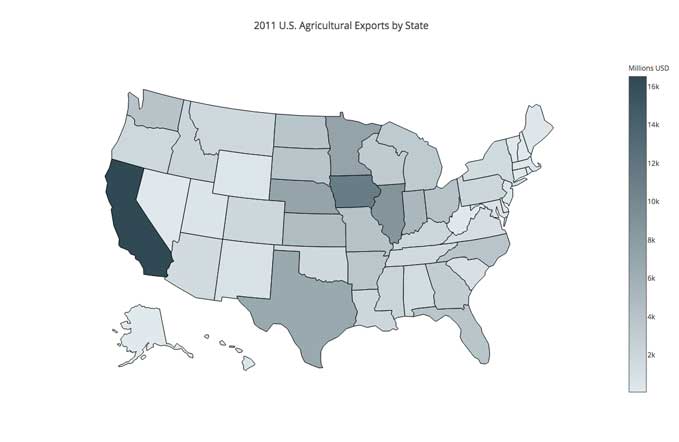 2011 U.S. Agricultural Exports by State
Millions USD
16k
14k
12k
10k
8k
6k
4k
2k